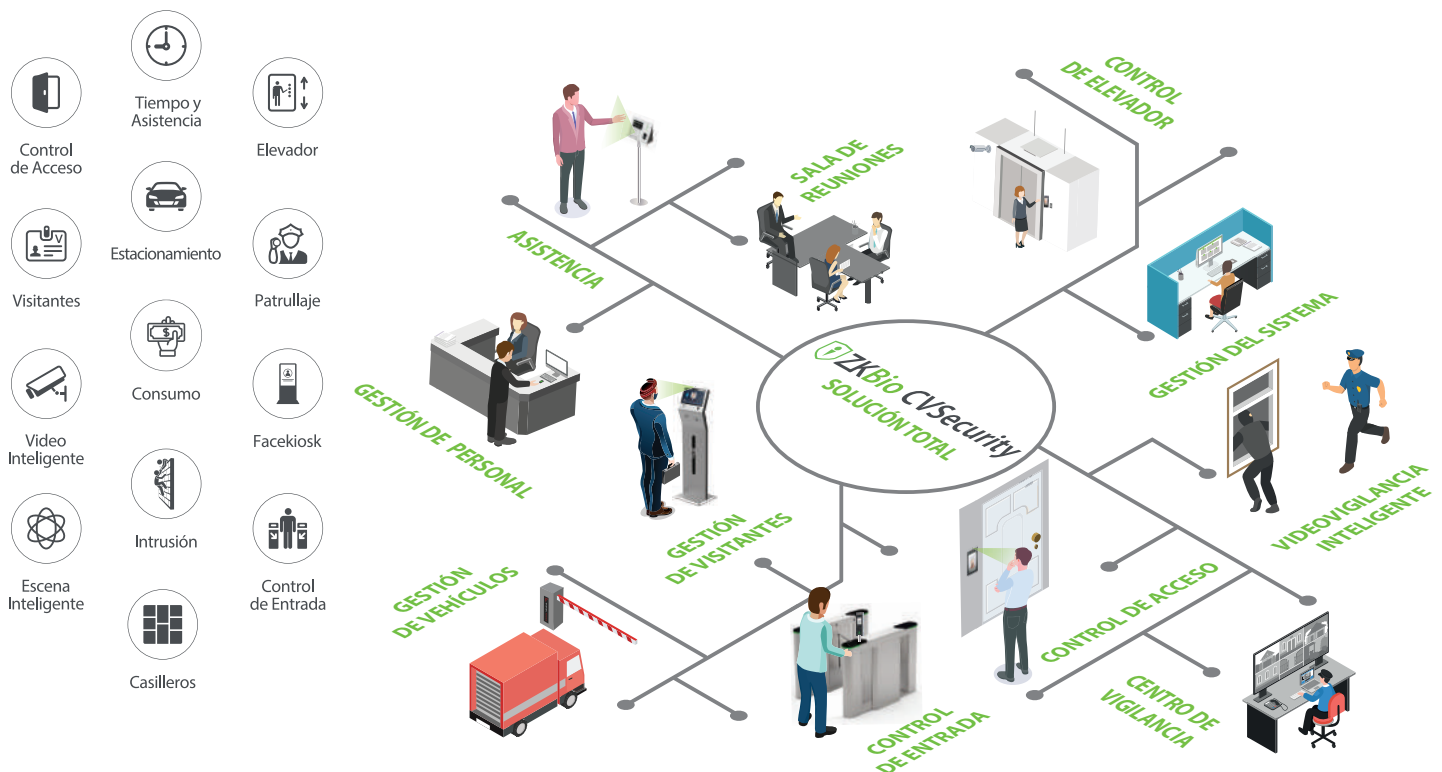 Tiempo y
Asistencia
Control
de Acceso
Elevador
Estacionamiento
Visitantes
Patrullaje
Consumo
Video
Inteligente
Facekiosk
Intrusión
Escena
Inteligente
Control
de Entrada
Casilleros
ASISTENCIA
SALA DE
REUNIONES
CONTROL
DE ELEVADOR
GESTIÓN DEL SISTEMA
GESTIÓN DE PERSONAL
ZKBio CVSecurity
SOLUCIÓN TOTAL
VIDEOVIGILANCIA
INTELIGENTE
GESTIÓN
DE VISITANTES
GESTIÓN
DE VEHÍCULOS
CONTROL
DE ENTRADA
CONTROL DE ACCESO
CENTRO DE
VIGILANCIA